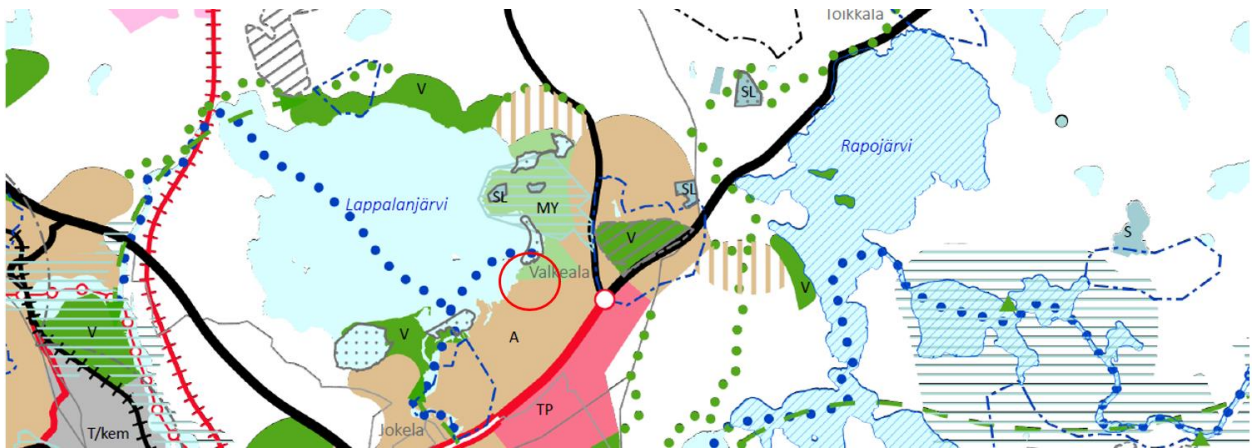 Toikkala
V
SL
Rapojärvi
Lappalanjärvi
SL
MY
SL
V
S
Valkeala
V
V
V
A
TP
T/kem
Jokela